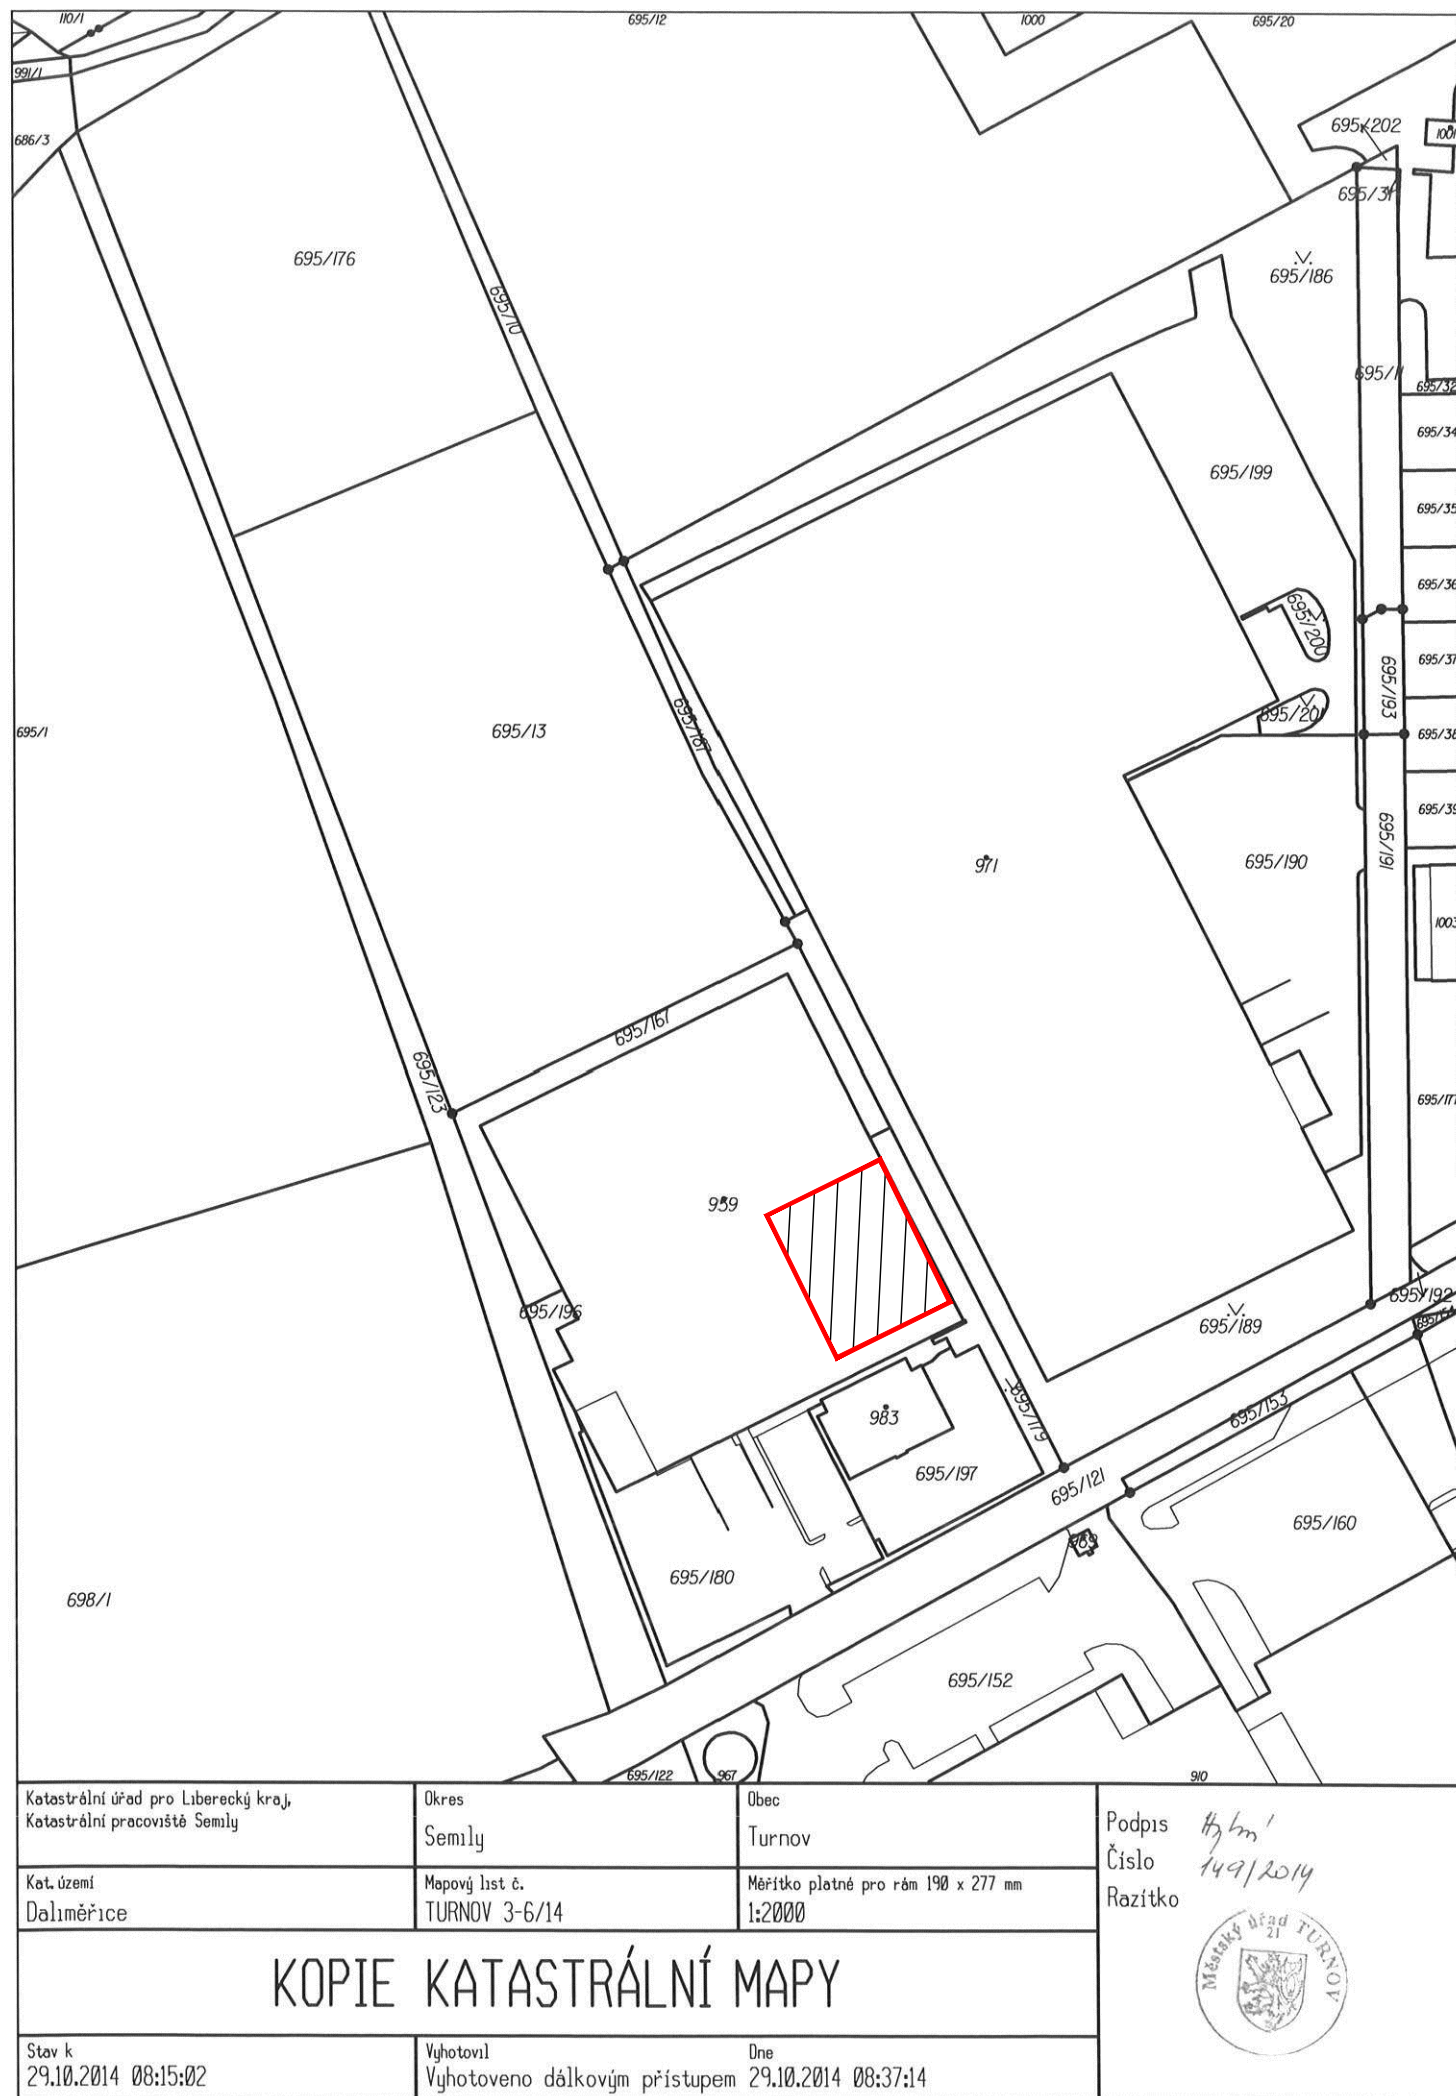 110/1
695/12
1000
695/20
991/1
686/3
695/202
1001
695/31
695/176
695/10
695/186
695/11
695/32
695/34
695/199
695/35
695/36
695/200
695/37
695/193
695/1
695/13
695/187
695/201
695/38
695/39
971
695/190
695/191
1003
695/167
695/123
695/177
959
695/196
695/189
695/192
983
695/179
695/153
695/197
695/121
695/160
989
695/180
698/1
695/152
695/122
967
910
Katastrální úřad pro Liberecký kraj,
Katastrální pracoviště Semily
Okres
Semily
Obec
Turnov
Kat. území
Daliměřice
Mapový list č.
TURNOV 3-6/14
Měřítko platné pro rám 190 x 277 mm
1:2000
Podpis
Číslo 149/2014
Razítko
Městský úřad TURNOV
21
KOPIE KATASTRÁLNÍ MAPY
Stav k
29.10.2014 08:15:02
Vyhotovil
Vyhotoveno dálkovým přístupem
Dne
29.10.2014 08:37:14